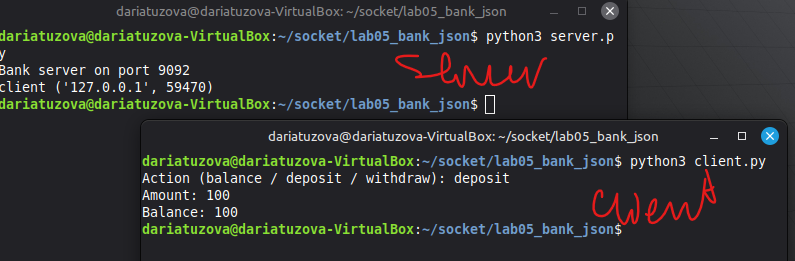 dariatuzova@dariatuzova-VirtualBox: ~/socket/lab05_bank_json
dariatuzova@dariatuzova-VirtualBox:~/socket/lab05_bank_json$ python3 server.p
y
Bank server on port 9092
client ('127.0.0.1', 59470)
dariatuzova@dariatuzova-VirtualBox:~/socket/lab05_bank_json$
dariatuzova@dariatuzova-VirtualBox: ~/socket/lab05_bank_json
dariatuzova@dariatuzova-VirtualBox:~/socket/lab05_bank_json$ python3 client.py
Action (balance / deposit / withdraw): deposit
Amount: 100
Balance: 100
dariatuzova@dariatuzova-VirtualBox:~/socket/lab05_bank_json$
client